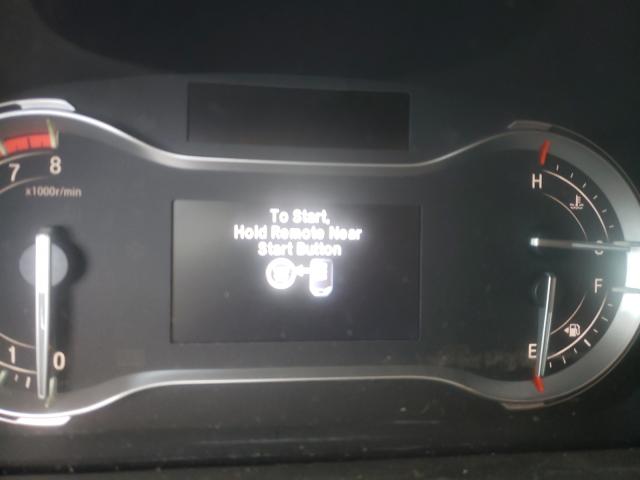 To Start,
Hold Remote Near
Start Button
7 8
x1000r/min
1 0
H
C
F
E